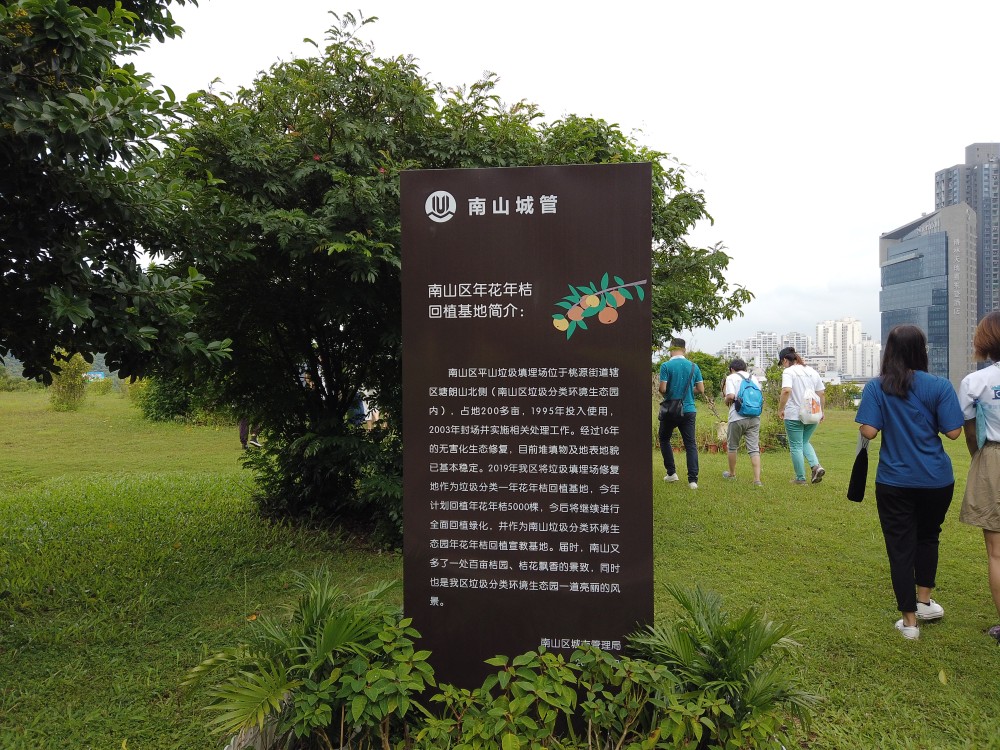 南山城管
南山区年花年桔
回植基地简介：
南山区平山垃圾填埋场位于桃源街道辖
区塘朗山北侧（南山区垃圾分类环境生态园
内），占地200多亩，1995年投入使用，
2003年封场并实施相关处理工作。经过16年
的无害化生态修复，目前堆填物及地表地貌
已基本稳定。2019年我区将垃圾填埋场修复
地作为垃圾分类一年花年桔回植基地，今年
计划回植年花年桔5000棵，今后将继续进行
全面回植绿化，并作为南山垃圾分类环境生
态园年花年桔回植宣教基地。届时，南山又
多了一处百亩桔园、桔花飘香的景致，同时
也是我区垃圾分类环境生态园一道亮丽的风
景。
南山区城市管理局